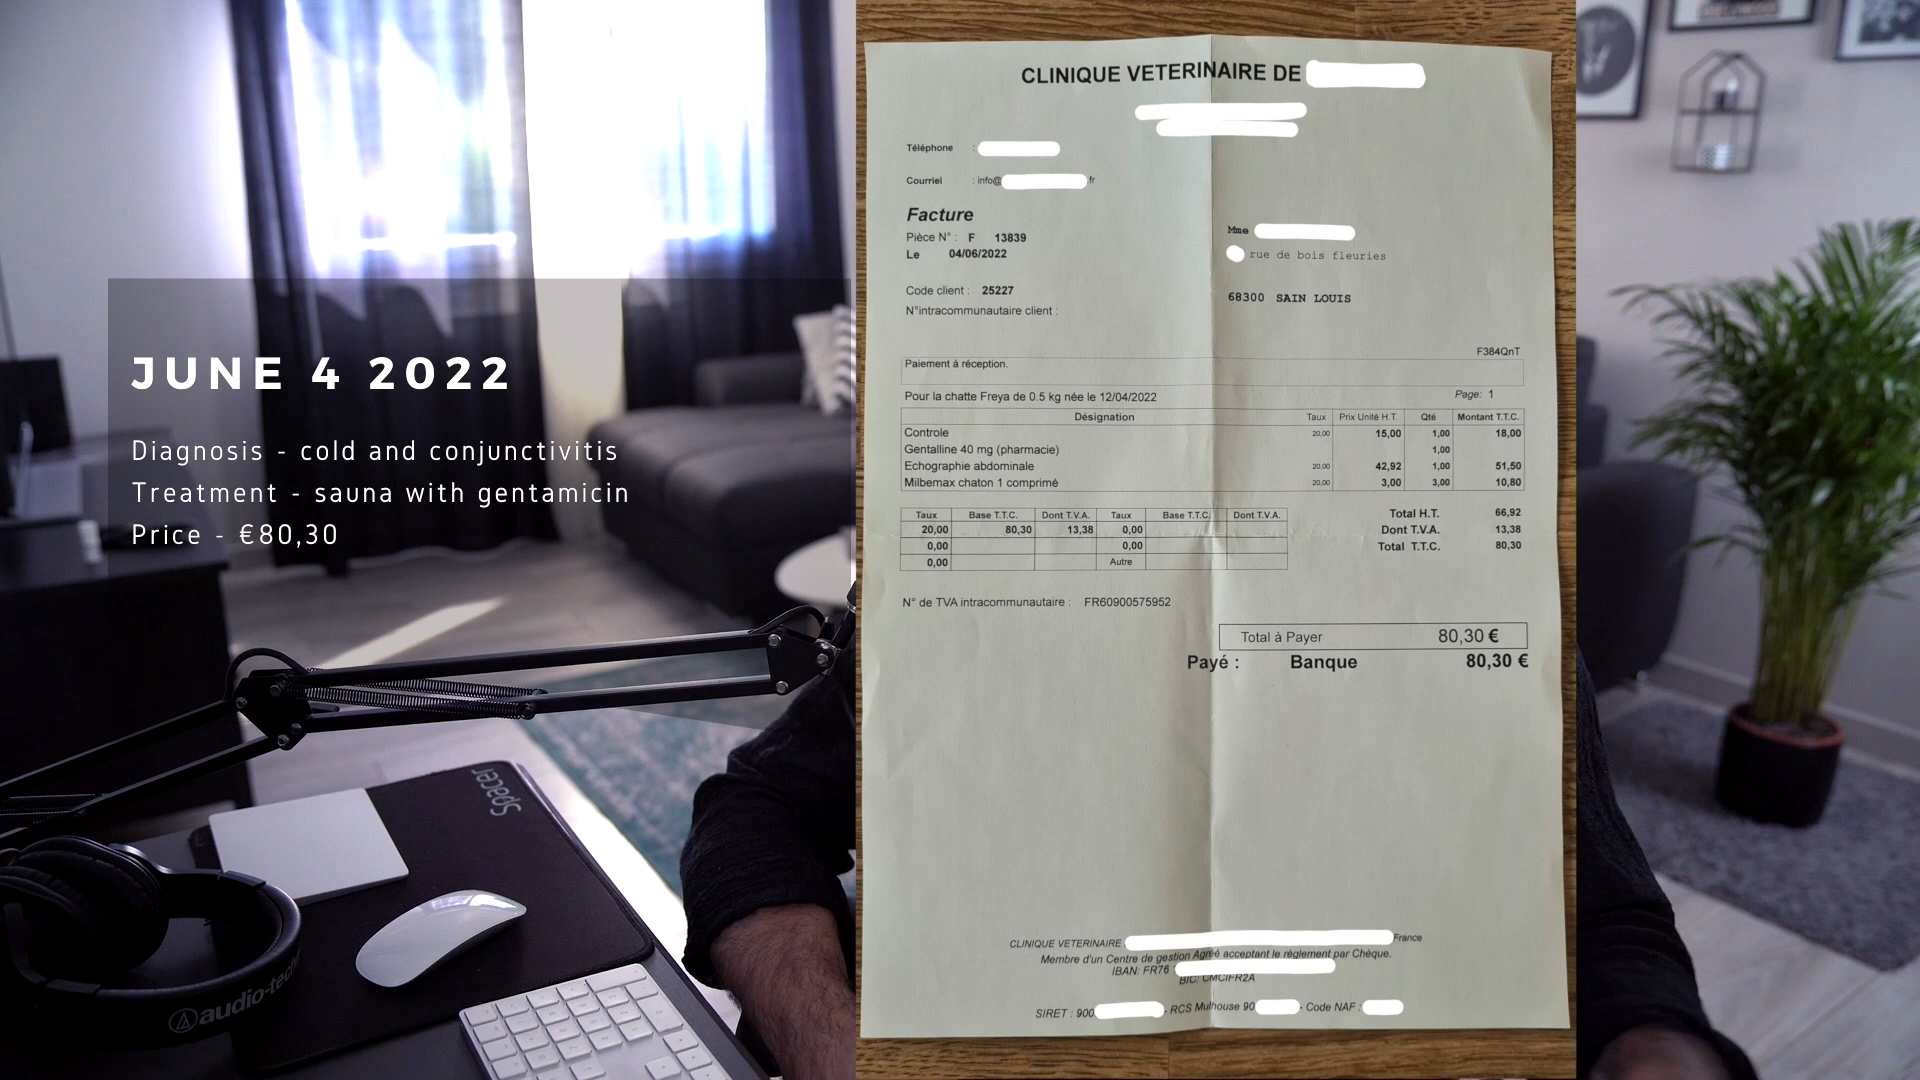 JUNE 4 2022
Diagnosis - cold and conjunctivitis
Treatment - sauna with gentamicin
Price - €80,30
Spacer
audio-tech
CLINIQUE VETERINAIRE DE
Téléphone :
Courriel : info@ .fr
Facture
Pièce N° : F 13839
Le 04/06/2022
Mme
rue de bois fleuries
Code client : 25227
68300 SAIN LOUIS
N°intracommunautaire client :
F384QnT
Paiement à réception.
Pour la chatte Freya de 0.5 kg née le 12/04/2022 Page: 1
Désignation Taux Prix Unité H.T. Qté Montant T.T.C.
Controle 20,00 15,00 1,00 18,00
Gentalline 40 mg (pharmacie) 1,00
Echographie abdominale 20,00 42,92 1,00 51,50
Milbemax chaton 1 comprimé 20,00 3,00 3,00 10,80
Taux Base T.T.C. Dont T.V.A. Taux Base T.T.C. Dont T.V.A.
20,00 80,30 13,38 0,00
0,00 0,00
0,00 Autre
Total H.T. 66,92
Dont T.V.A. 13,38
Total T.T.C. 80,30
N° de TVA intracommunautaire : FR60900575952
Total à Payer 80,30 €
Payé : Banque 80,30 €
CLINIQUE VETERINAIRE France
Membre d'un Centre de gestion Agréé acceptant le règlement par Chèque.
IBAN: FR76
BIC: CMCIFR2A
SIRET : 900 - RCS Mulhouse 90 - Code NAF :